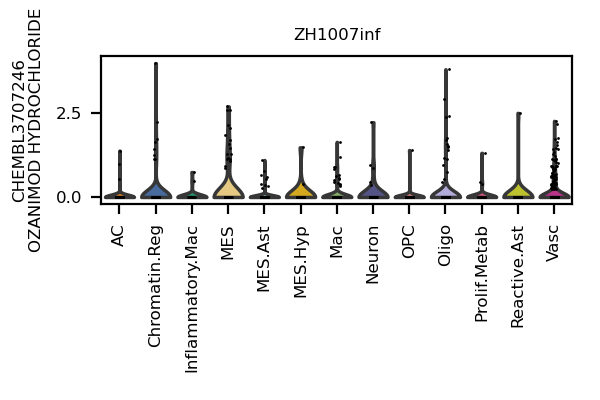 ZH1007inf
CHEMBL3707246
OZANIMOD HYDROCHLORIDE
2.5
0.0
AC
Chromatin.Reg
Inflammatory.Mac
MES
MES.Ast
MES.Hyp
Mac
Neuron
OPC
Oligo
Prolif.Metab
Reactive.Ast
Vasc